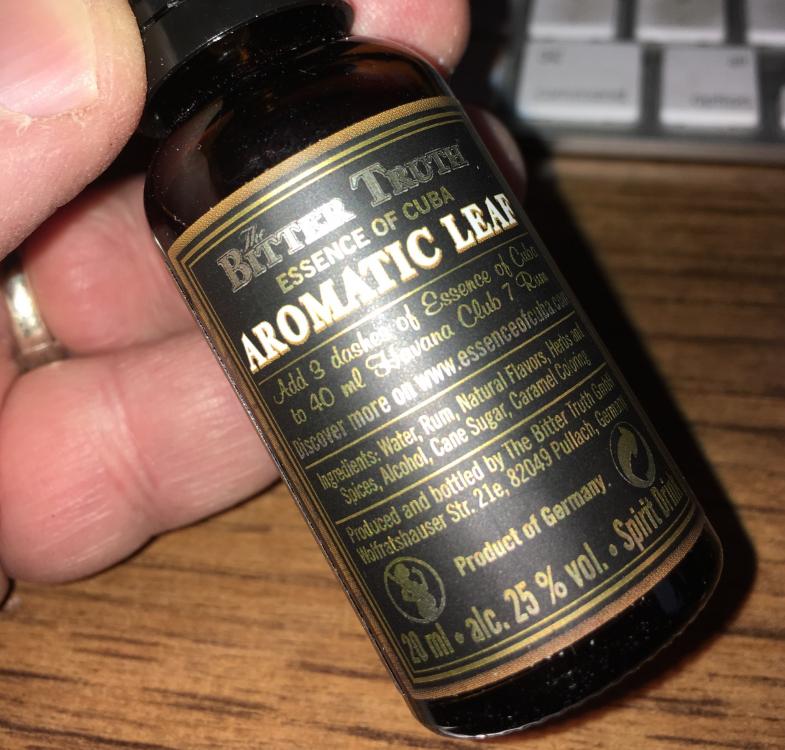 The
BITTER TRUTH
ESSENCE OF CUBA
AROMATIC LEAF
Add 3 dashes of Essence of Cuba
to 40 ml Havana Club 7 Rum
Discover more on www.essenceofcuba.com
Ingredients: Water, Rum, Natural Flavors, Herbs and
Spices, Alcohol, Cane Sugar, Caramel Coloring
Produced and bottled by The Bitter Truth GmbH
Wolfratshauser Str. 21e, 82049 Pullach, Germany
Product of Germany
20 ml • alc. 25 % vol. • Spirit Drink
command
option